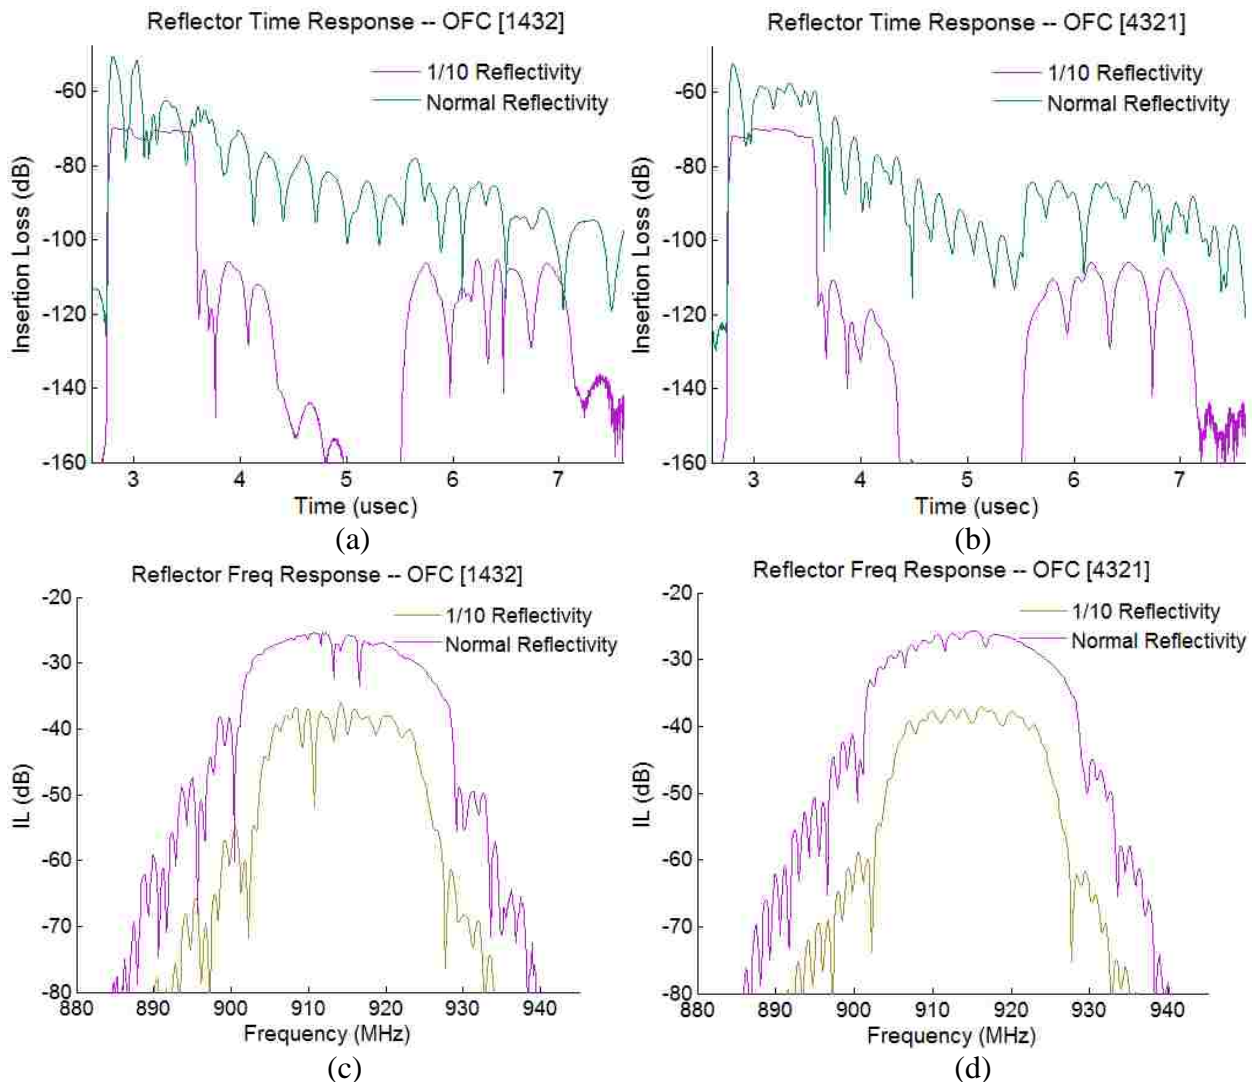 Reflector Time Response -- OFC [1432]
1/10 Reflectivity
Normal Reflectivity
Insertion Loss (dB)
-60
-80
-100
-120
-140
-160
3 4 5 6 7
Time (usec)
(a)
Reflector Time Response -- OFC [4321]
1/10 Reflectivity
Normal Reflectivity
Insertion Loss (dB)
-60
-80
-100
-120
-140
-160
3 4 5 6 7
Time (usec)
(b)
Reflector Freq Response -- OFC [1432]
1/10 Reflectivity
Normal Reflectivity
IL (dB)
-20
-30
-40
-50
-60
-70
-80
880 890 900 910 920 930 940
Frequency (MHz)
(c)
Reflector Freq Response -- OFC [4321]
1/10 Reflectivity
Normal Reflectivity
IL (dB)
-20
-30
-40
-50
-60
-70
-80
880 890 900 910 920 930 940
Frequency (MHz)
(d)